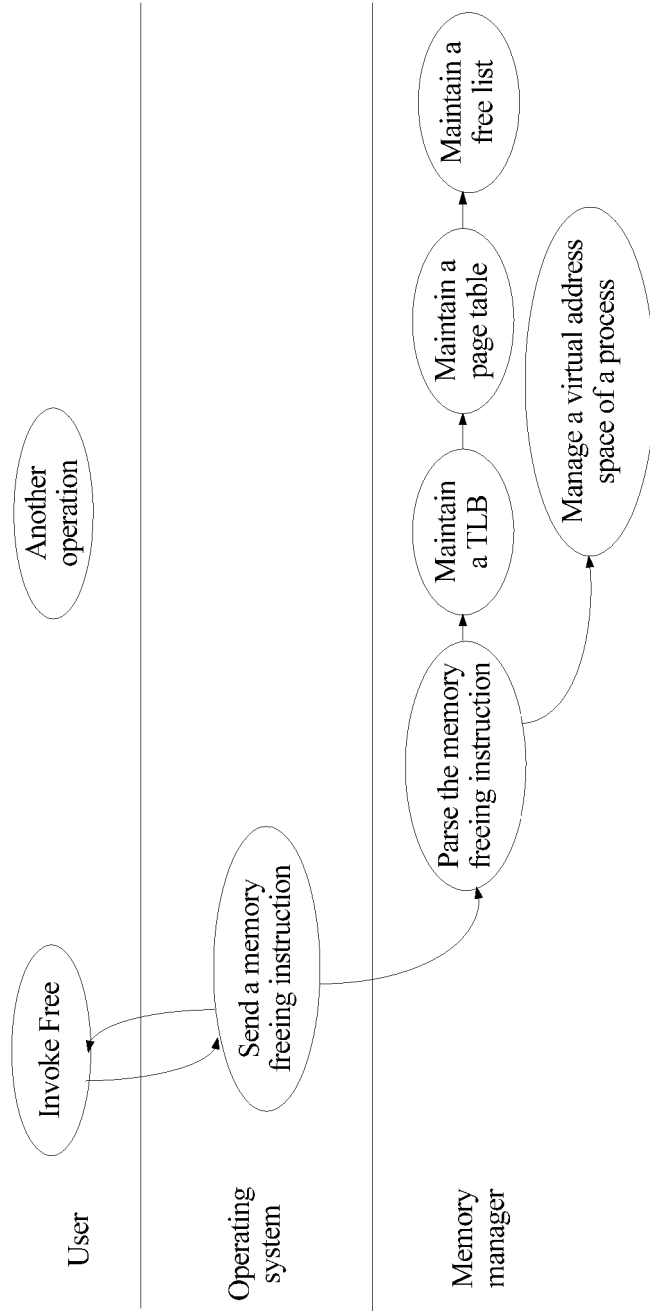 User
Invoke Free
Another
operation
Operating
system
Send a memory
freeing instruction
Memory
manager
Parse the memory
freeing instruction
Maintain
a TLB
Maintain a
page table
Maintain a
free list
Manage a virtual address
space of a process